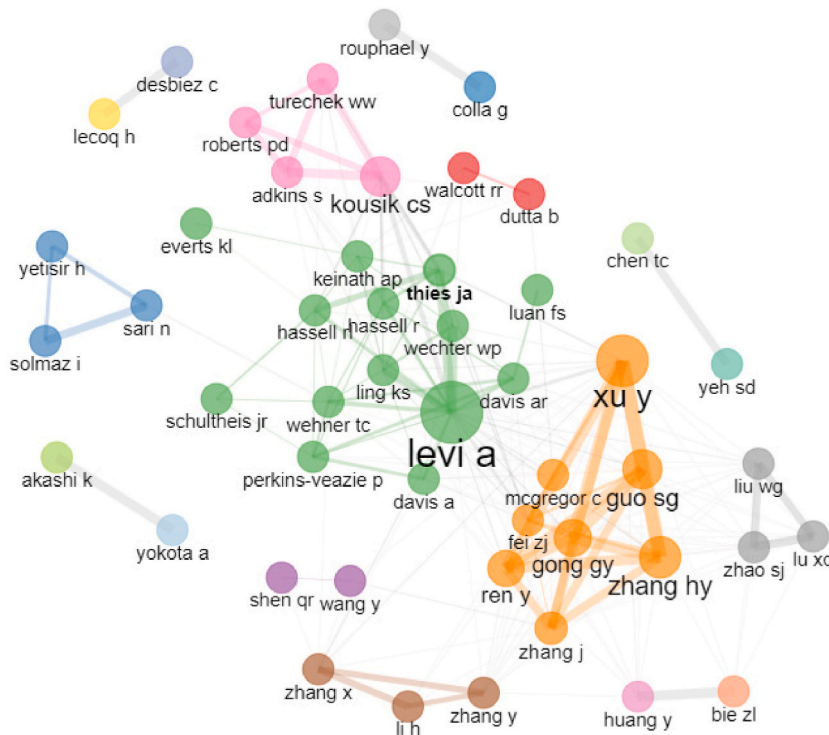 rouphael y
desbiez c
turechek ww
colla g
lecoq h
roberts pd
adkins s
walcott rr
kousik cs
dutta b
everts kl
yetisir h
chen tc
keinath ap
thies ja
luan fs
sari n
hassell r
solmaz i
wechter wp
yeh sd
ling ks
davis ar
xu y
schultheis jr
wehner tc
levi a
akashi k
perkins-veazie p
davis a
mcgregor c
guo sg
liu wg
fei zj
lu xq
yokota a
gong gy
zhao sj
zhang hy
ren y
shen qr
wang y
zhang j
zhang x
zhang y
huang y
bie zl
li h